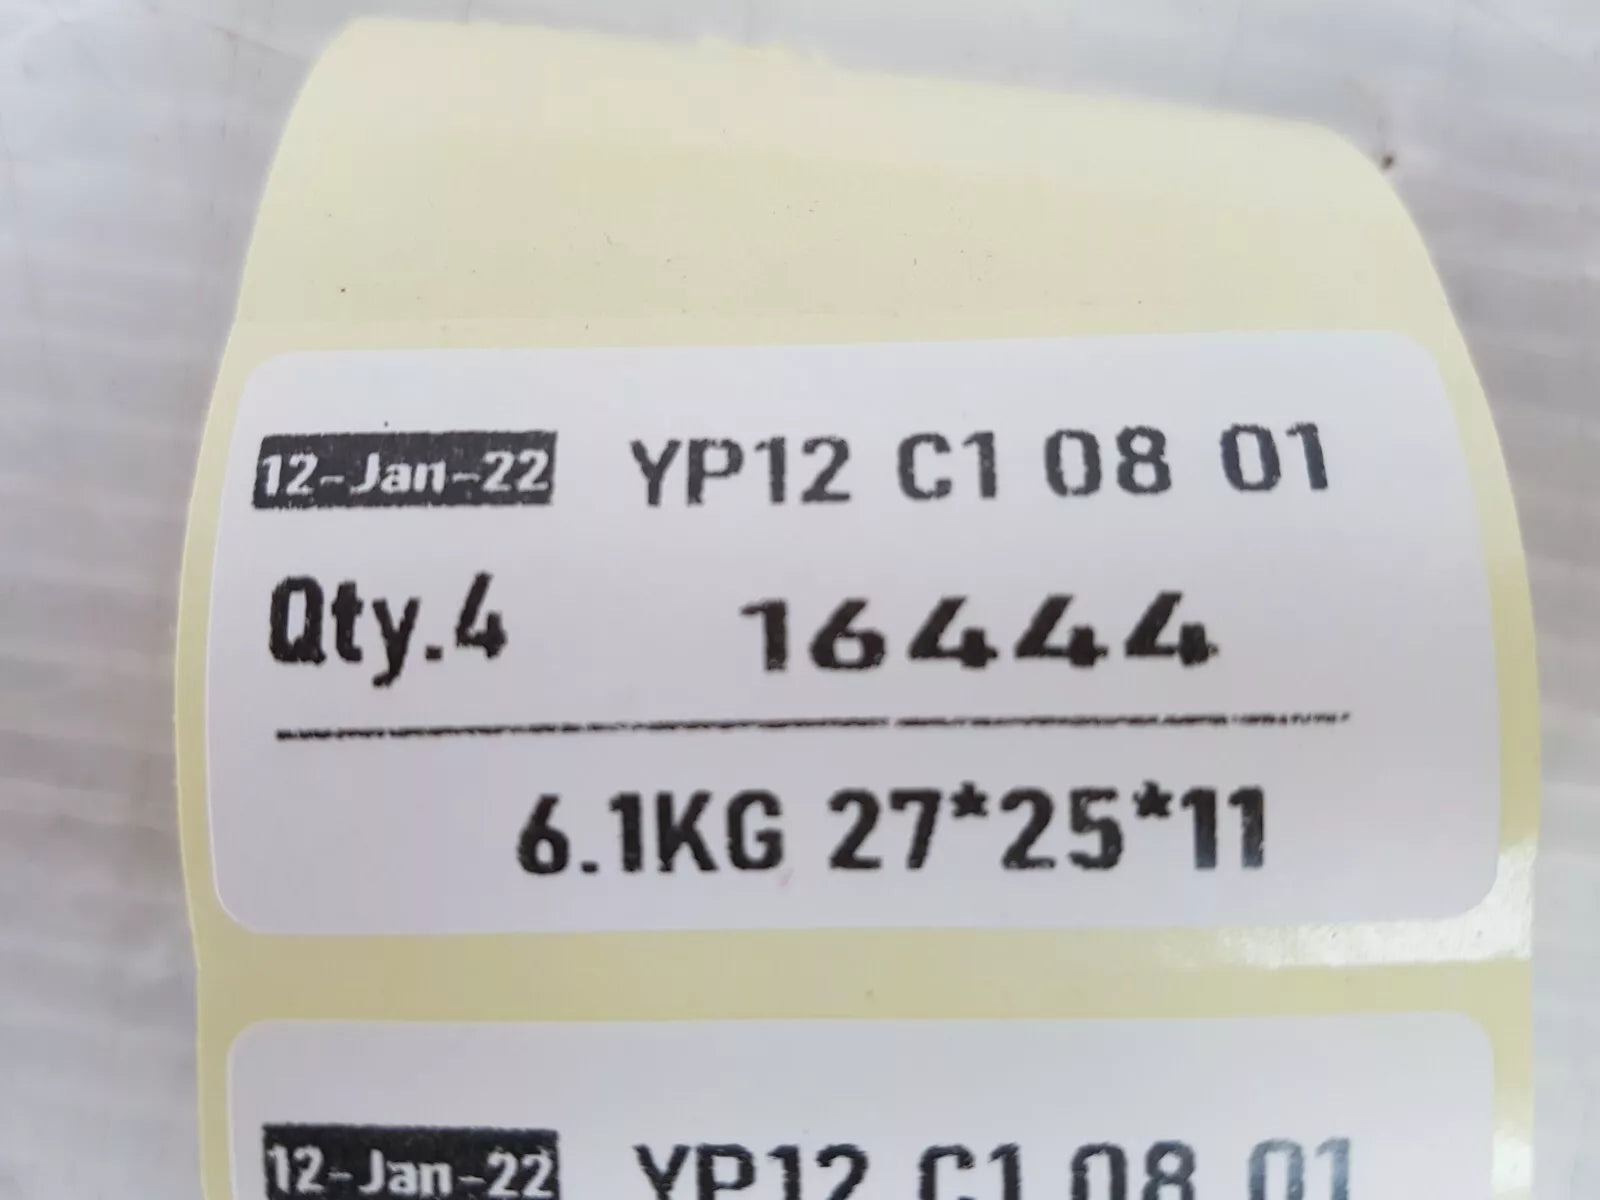 12-Jan-22 YP12 C1 08 01
Qty.4 16444
6.1KG 27*25*11
12-Jan-22 YP12 C1 08 01